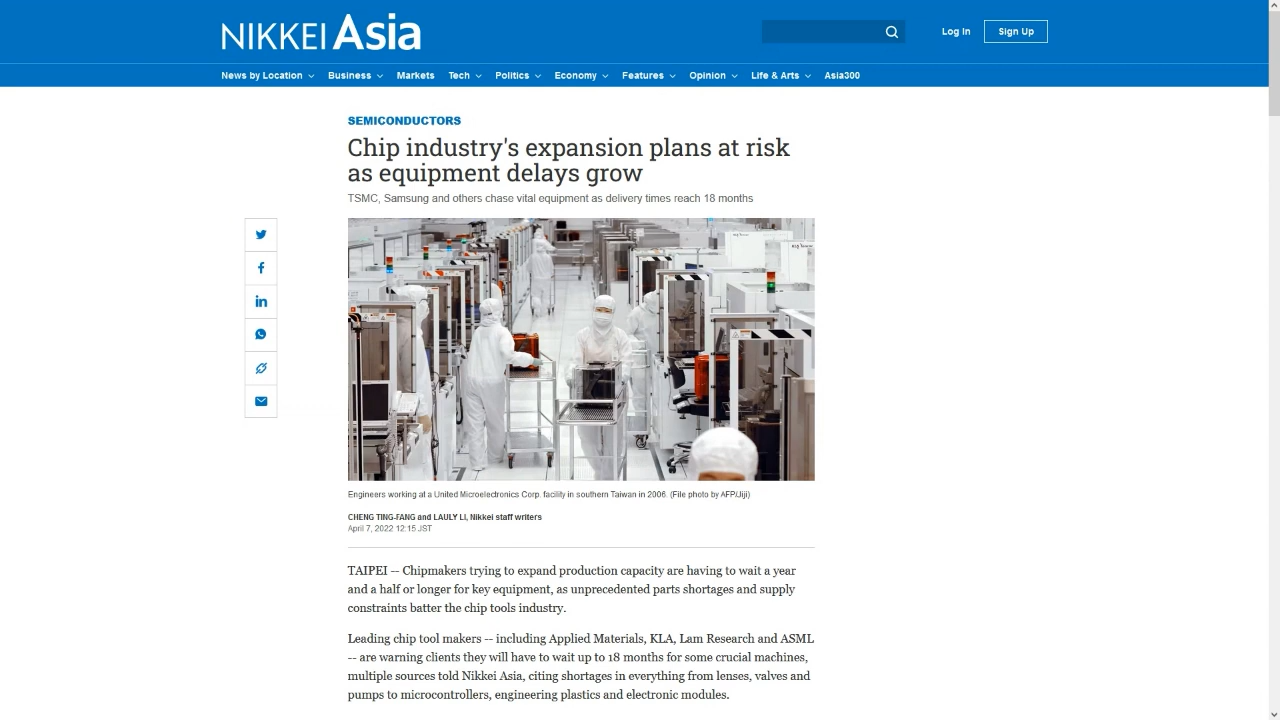 NIKKEI Asia
Log In
Sign Up
News by Location
Business
Markets
Tech
Politics
Economy
Features
Opinion
Life & Arts
Asia300
SEMICONDUCTORS
Chip industry's expansion plans at risk
as equipment delays grow
TSMC, Samsung and others chase vital equipment as delivery times reach 18 months
Engineers working at a United Microelectronics Corp. facility in southern Taiwan in 2006. (File photo by AFP/Jiji)
CHENG TING-FANG and LAULY LI, Nikkei staff writers
April 7, 2022 12:15 JST
TAIPEI -- Chipmakers trying to expand production capacity are having to wait a year
and a half or longer for key equipment, as unprecedented parts shortages and supply
constraints batter the chip tools industry.
Leading chip tool makers -- including Applied Materials, KLA, Lam Research and ASML
-- are warning clients they will have to wait up to 18 months for some crucial machines,
multiple sources told Nikkei Asia, citing shortages in everything from lenses, valves and
pumps to microcontrollers, engineering plastics and electronic modules.